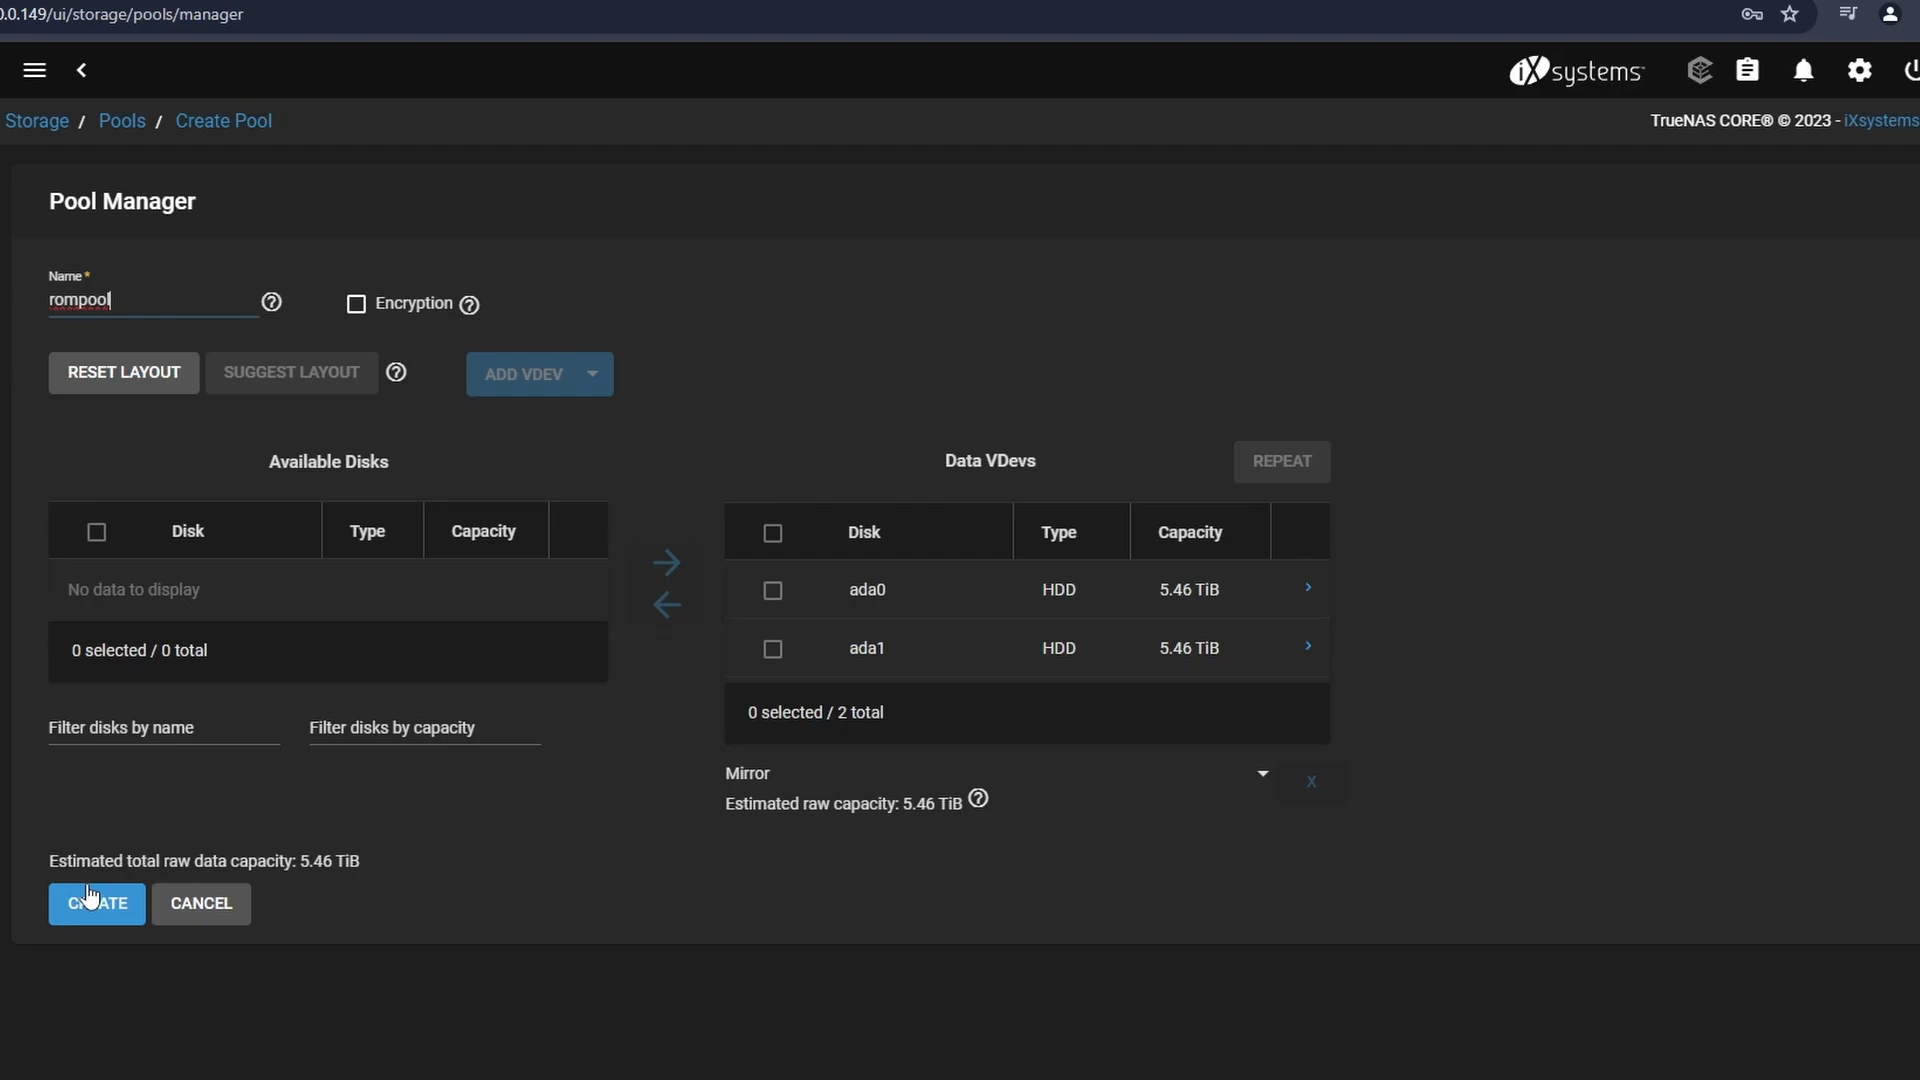 0.0.149/ui/storage/pools/manager
iXsystems
Storage / Pools / Create Pool
TrueNAS CORE® © 2023 - iXsystems
Pool Manager
Name *
rompool
Encryption
RESET LAYOUT
SUGGEST LAYOUT
ADD VDEV
Available Disks
Data VDevs
REPEAT
Disk Type Capacity
Disk Type Capacity
No data to display
ada0 HDD 5.46 TiB
ada1 HDD 5.46 TiB
0 selected / 0 total
0 selected / 2 total
Filter disks by name
Filter disks by capacity
Mirror
X
Estimated raw capacity: 5.46 TiB
Estimated total raw data capacity: 5.46 TiB
CREATE
CANCEL